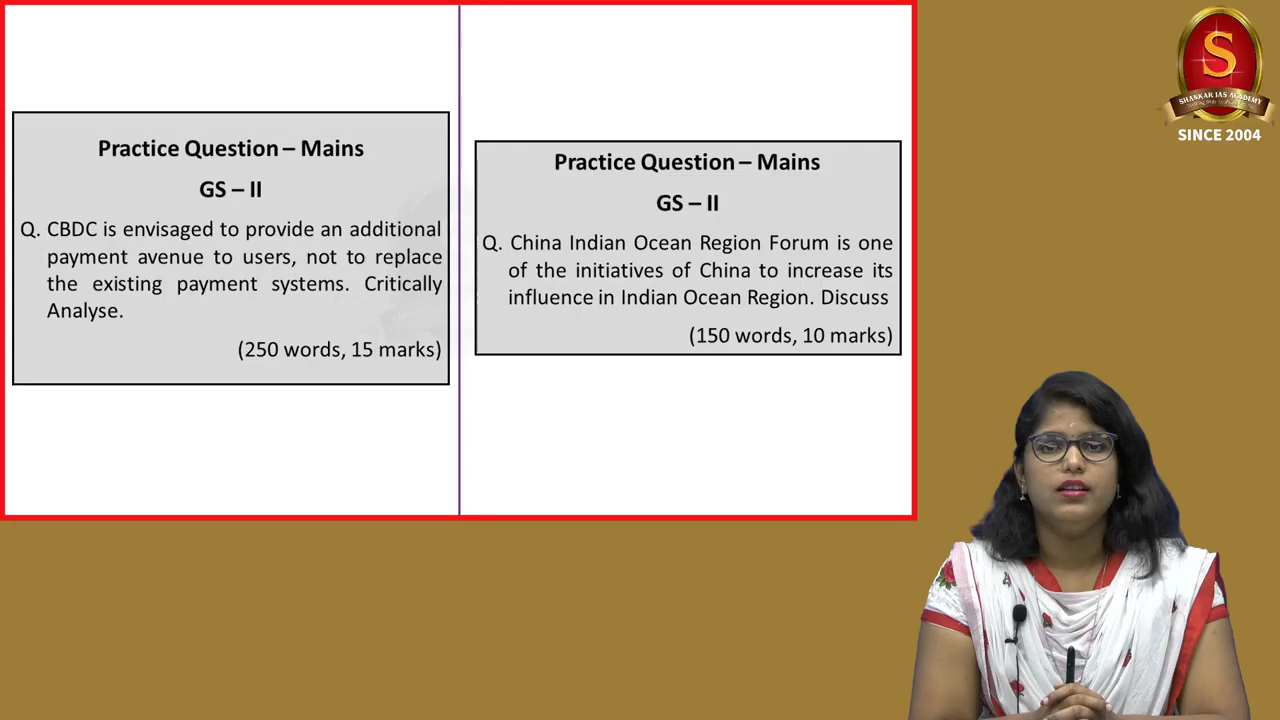 Practice Question – Mains
GS – II
Q. CBDC is envisaged to provide an additional
payment avenue to users, not to replace
the existing payment systems. Critically
Analyse.
(250 words, 15 marks)
Practice Question – Mains
GS – II
Q. China Indian Ocean Region Forum is one
of the initiatives of China to increase its
influence in Indian Ocean Region. Discuss
(150 words, 10 marks)
S
SHANKAR IAS ACADEMY
SINCE 2004